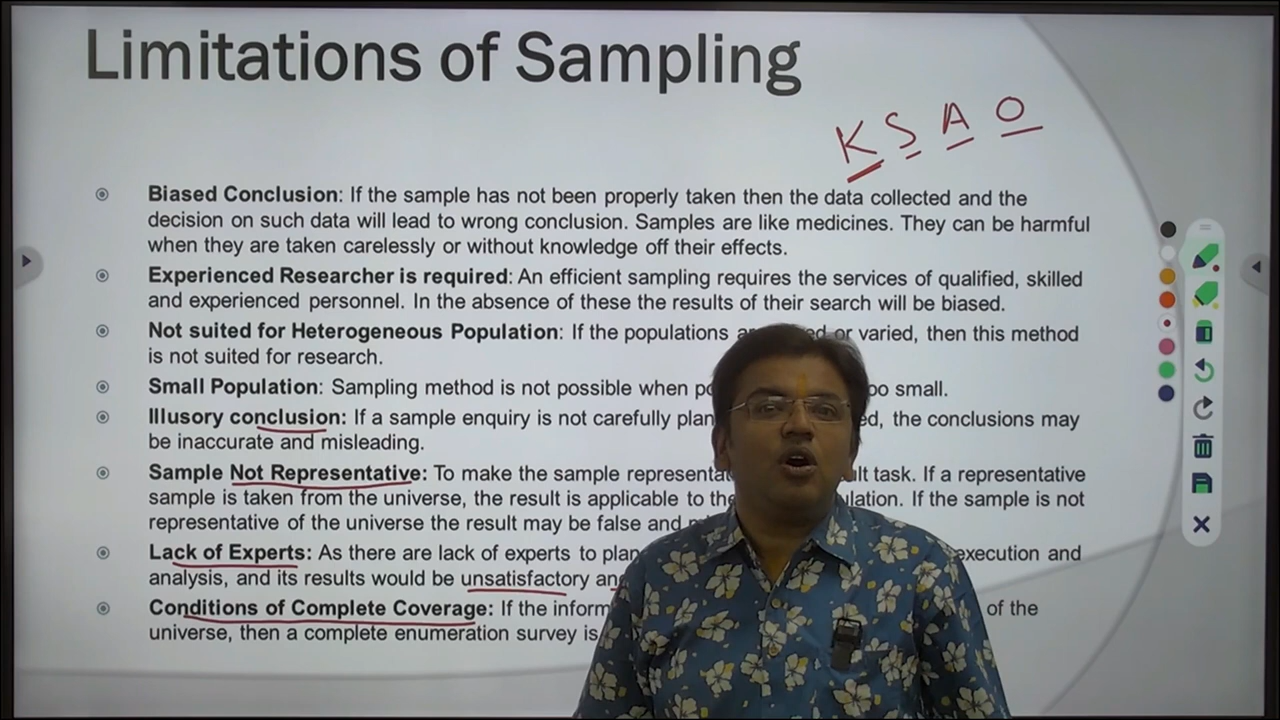 Limitations of Sampling
K S A O
Biased Conclusion: If the sample has not been properly taken then the data collected and the
decision on such data will lead to wrong conclusion. Samples are like medicines. They can be harmful
when they are taken carelessly or without knowledge off their effects.
Experienced Researcher is required: An efficient sampling requires the services of qualified, skilled
and experienced personnel. In the absence of these the results of their search will be biased.
Not suited for Heterogeneous Population: If the populations or varied, then this method
is not suited for research.
Small Population: Sampling method is not possible when too small.
Illusory conclusion: If a sample enquiry is not carefully the conclusions may
be inaccurate and misleading.
Sample Not Representative: To make the sample task. If a representative
sample is taken from the universe, the result is applicable to If the sample is not
representative of the universe the result may be false and
Lack of Experts: As there are lack of experts to plan execution and
analysis, and its results would be unsatisfactory
Conditions of Complete Coverage: If the of the
universe, then a complete enumeration survey is